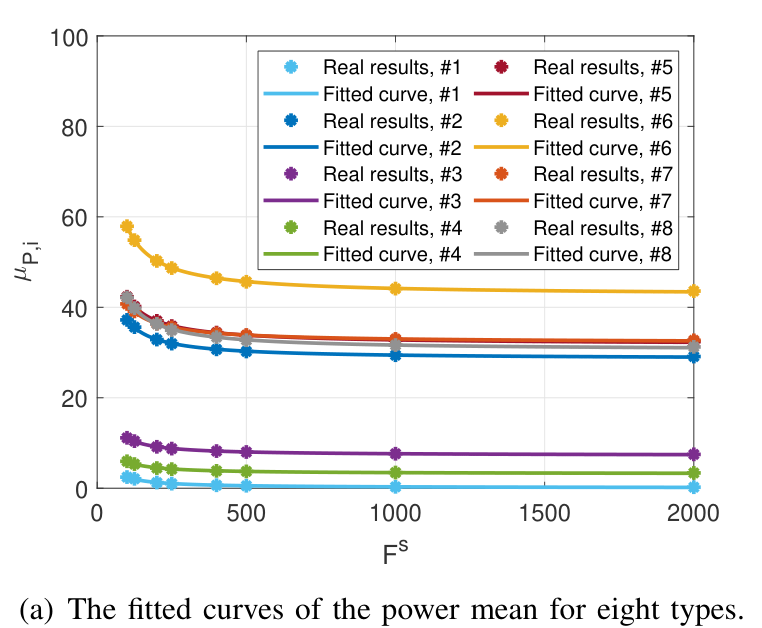 100
80
60
40
20
0
μP,i
Real results, #1
Fitted curve, #1
Real results, #2
Fitted curve, #2
Real results, #3
Fitted curve, #3
Real results, #4
Fitted curve, #4
Real results, #5
Fitted curve, #5
Real results, #6
Fitted curve, #6
Real results, #7
Fitted curve, #7
Real results, #8
Fitted curve, #8
0 500 1000 1500 2000
Fs
(a) The fitted curves of the power mean for eight types.